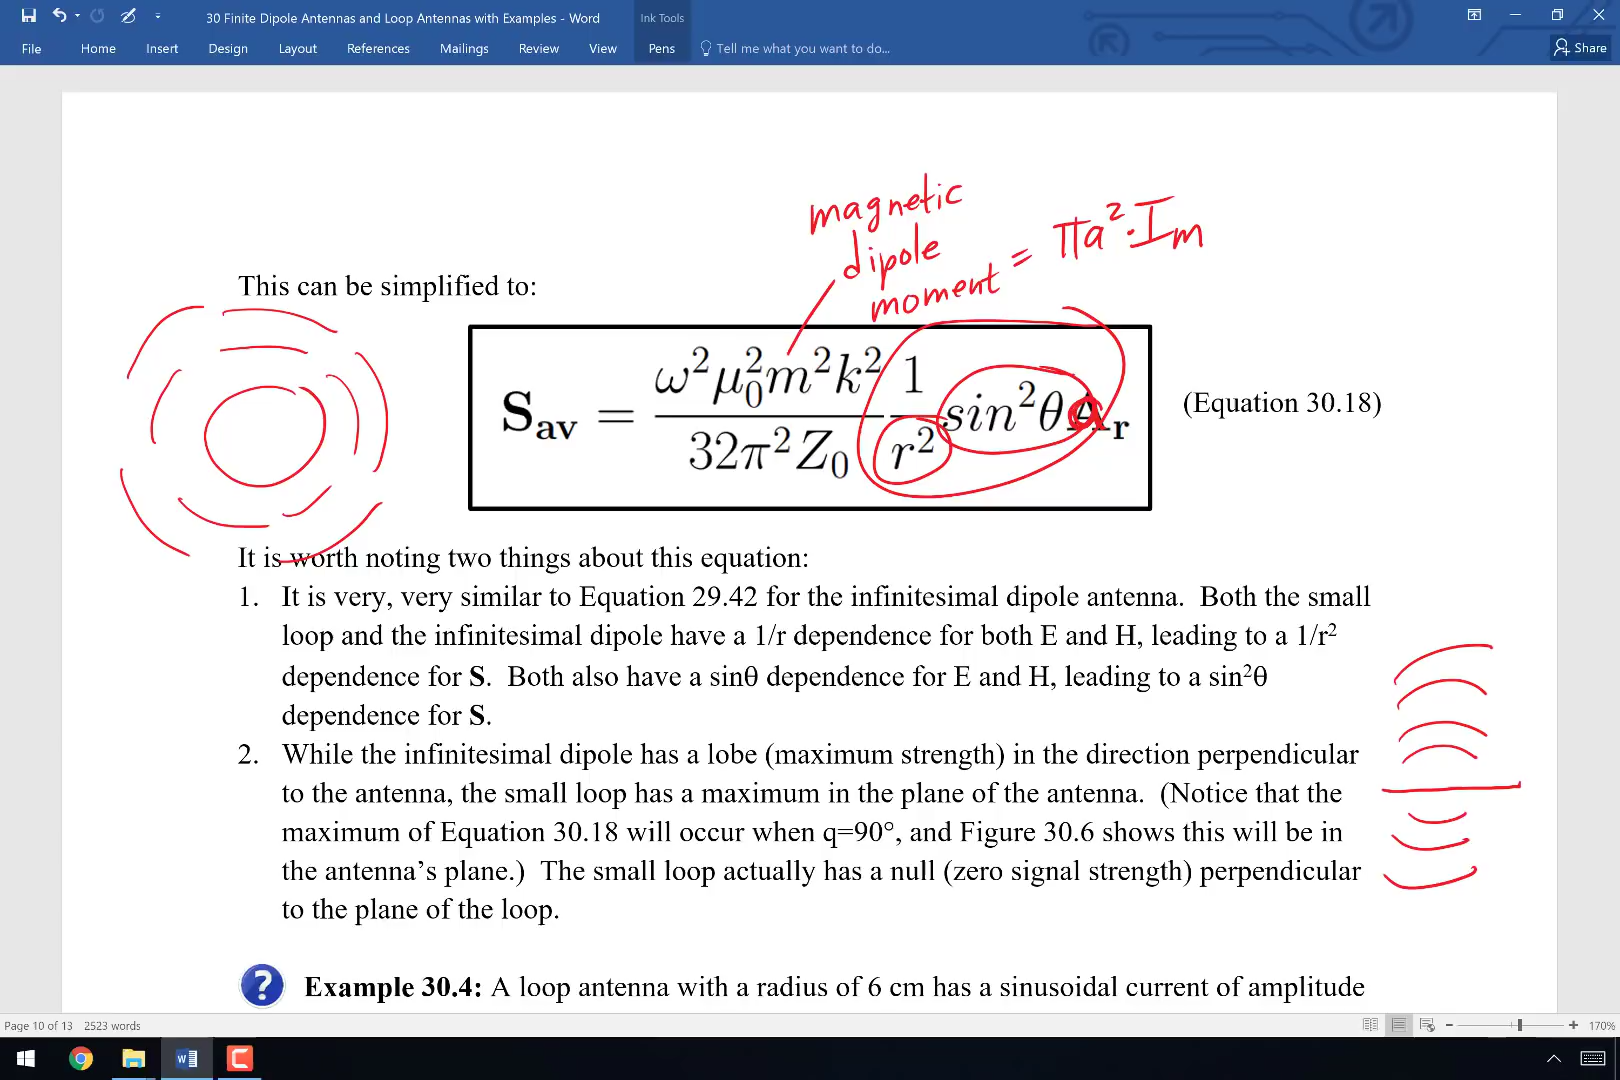 30 Finite Dipole Antennas and Loop Antennas with Examples - Word
Ink Tools
File Home Insert Design Layout References Mailings Review View Pens Tell me what you want to do... Share
magnetic
dipole
moment = πa²·Iₘ
This can be simplified to:
S_av = ω²μ₀²m²k² / 32π²Z₀ 1/r² sin²θA_r
(Equation 30.18)
It is worth noting two things about this equation:
1. It is very, very similar to Equation 29.42 for the infinitesimal dipole antenna. Both the small
loop and the infinitesimal dipole have a 1/r dependence for both E and H, leading to a 1/r²
dependence for S. Both also have a sinθ dependence for E and H, leading to a sin²θ
dependence for S.
2. While the infinitesimal dipole has a lobe (maximum strength) in the direction perpendicular
to the antenna, the small loop has a maximum in the plane of the antenna. (Notice that the
maximum of Equation 30.18 will occur when q=90°, and Figure 30.6 shows this will be in
the antenna’s plane.) The small loop actually has a null (zero signal strength) perpendicular
to the plane of the loop.
? Example 30.4: A loop antenna with a radius of 6 cm has a sinusoidal current of amplitude
Page 10 of 13 2523 words
170%